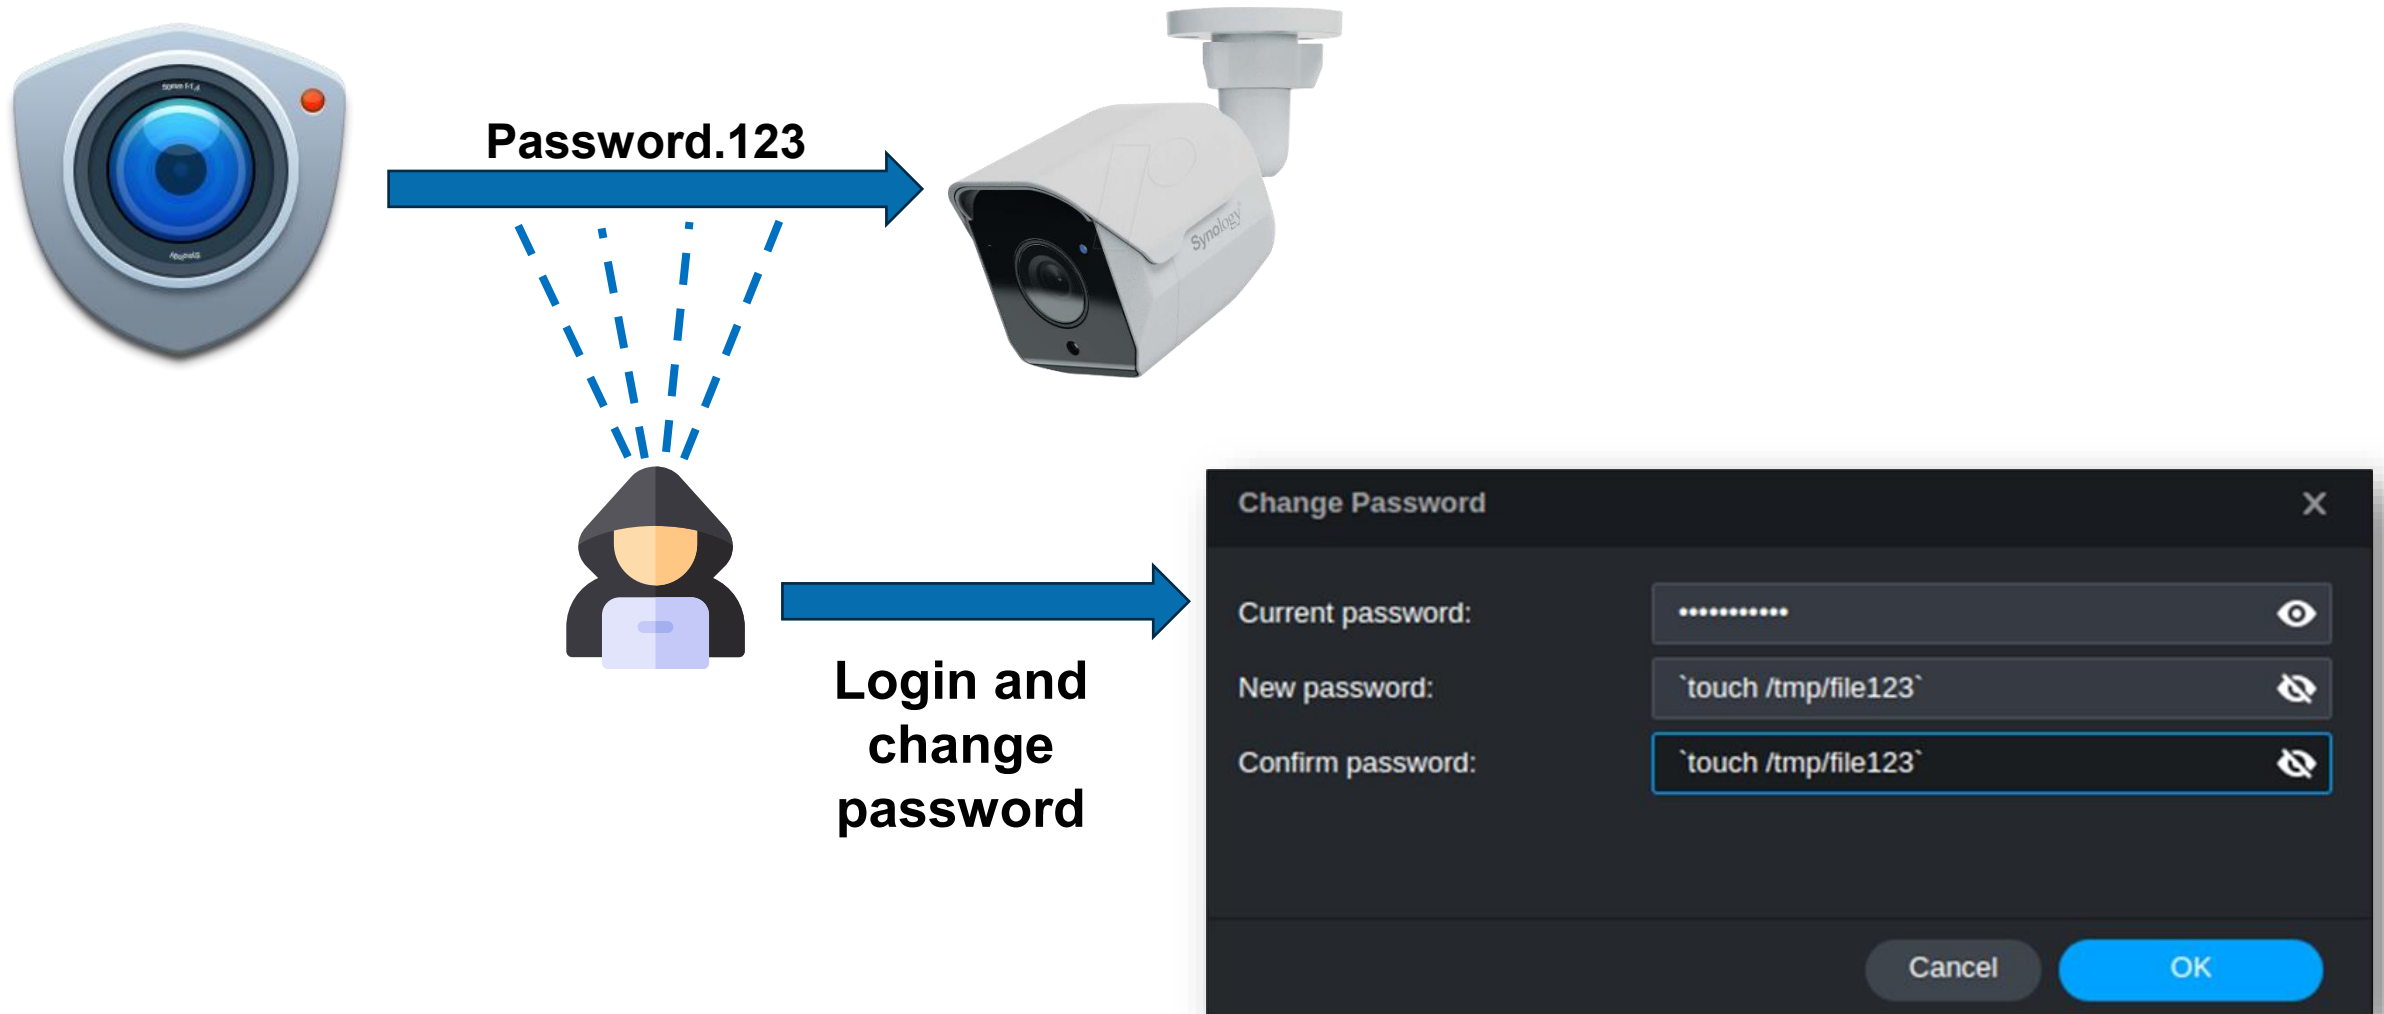 Password.123
Synology
Synology
Login and
change
password
Change Password
X
Current password:
•••••••••••
New password:
`touch /tmp/file123`
Confirm password:
`touch /tmp/file123`
Cancel
OK